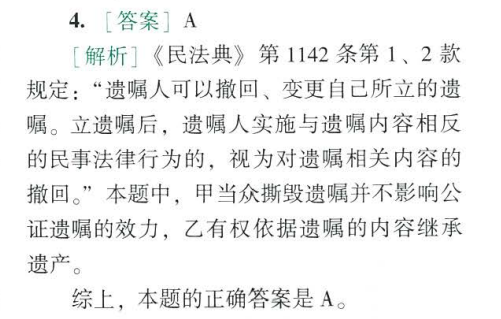 4. [答案] A
[解析]《民法典》第 1142 条第 1、2 款
规定：“遗嘱人可以撤回、变更自己所立的遗
嘱。立遗嘱后，遗嘱人实施与遗嘱内容相反
的民事法律行为的，视为对遗嘱相关内容的
撤回。”本题中，甲当众撕毁遗嘱并不影响公
证遗嘱的效力，乙有权依据遗嘱的内容继承
遗产。
综上，本题的正确答案是 A。